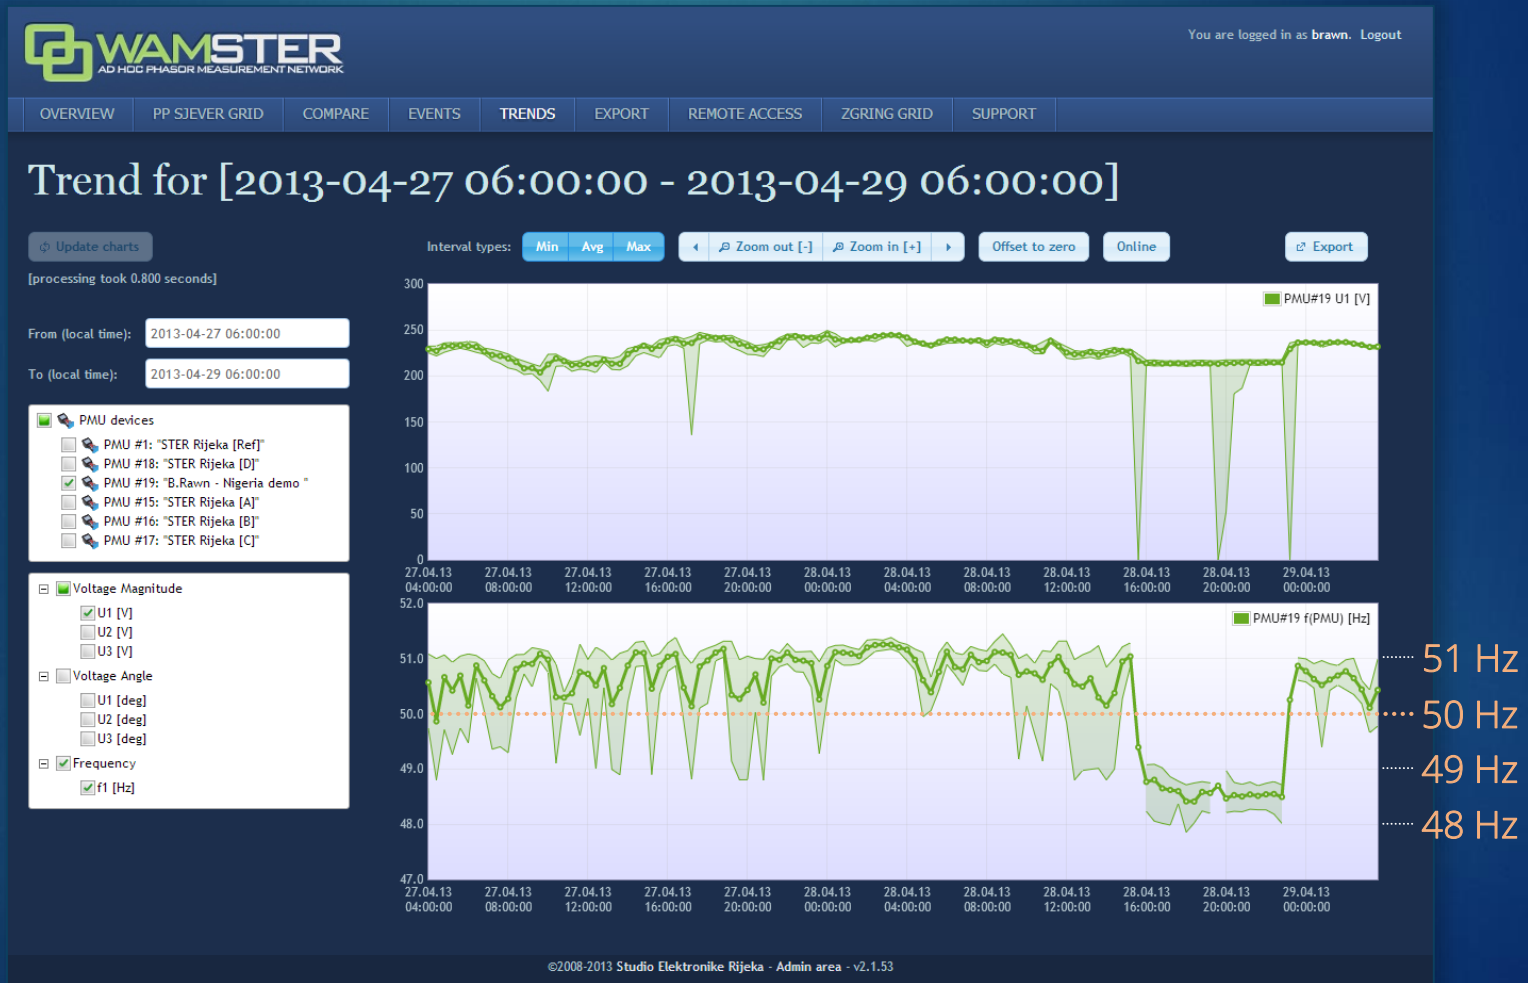 WAMSTER
AD HOC PHASOR MEASUREMENT NETWORK
You are logged in as brawn. Logout
OVERVIEW PP SJEVER GRID COMPARE EVENTS TRENDS EXPORT REMOTE ACCESS ZGRING GRID SUPPORT
Trend for [2013-04-27 06:00:00 - 2013-04-29 06:00:00]
Update charts
[processing took 0.800 seconds]
Interval types: Min Avg Max Zoom out [-] Zoom in [+] Offset to zero Online Export
From (local time): 2013-04-27 06:00:00
To (local time): 2013-04-29 06:00:00
PMU devices
PMU #1: "STER Rijeka [Ref]"
PMU #18: "STER Rijeka [D]"
PMU #19: "B.Rawn - Nigeria demo "
PMU #15: "STER Rijeka [A]"
PMU #16: "STER Rijeka [B]"
PMU #17: "STER Rijeka [C]"
Voltage Magnitude
U1 [V]
U2 [V]
U3 [V]
Voltage Angle
U1 [deg]
U2 [deg]
U3 [deg]
Frequency
f1 [Hz]
PMU#19 U1 [V]
300
250
200
150
100
50
0
27.04.13 27.04.13 27.04.13 27.04.13 27.04.13 28.04.13 28.04.13 28.04.13 28.04.13 28.04.13 28.04.13 29.04.13
04:00:00 08:00:00 12:00:00 16:00:00 20:00:00 00:00:00 04:00:00 08:00:00 12:00:00 16:00:00 20:00:00 00:00:00
PMU#19 f(PMU) [Hz]
52.0
51.0
50.0
49.0
48.0
47.0
27.04.13 27.04.13 27.04.13 27.04.13 27.04.13 28.04.13 28.04.13 28.04.13 28.04.13 28.04.13 28.04.13 29.04.13
04:00:00 08:00:00 12:00:00 16:00:00 20:00:00 00:00:00 04:00:00 08:00:00 12:00:00 16:00:00 20:00:00 00:00:00
51 Hz
50 Hz
49 Hz
48 Hz
©2008-2013 Studio Elektronike Rijeka - Admin area - v2.1.53